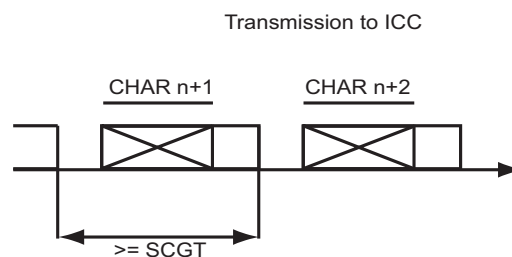 Transmission to ICC
CHAR n+1
CHAR n+2
>= SCGT